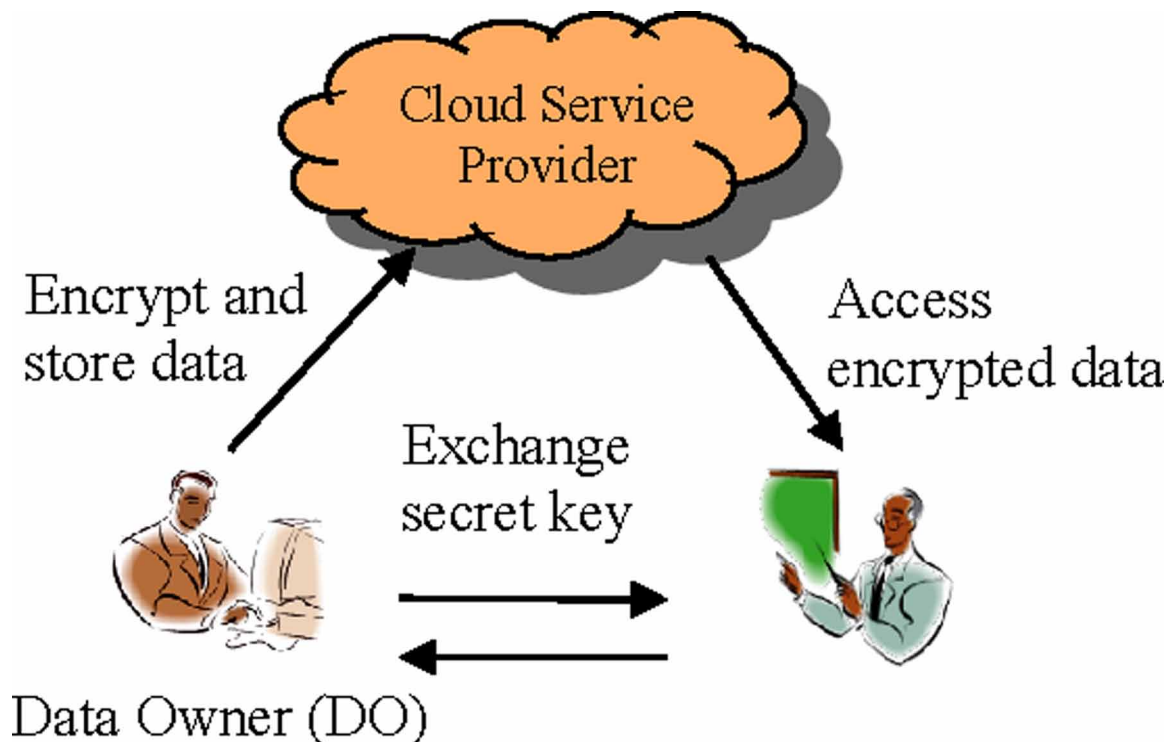 Cloud Service
Provider
Encrypt and
store data
Access
encrypted data
Exchange
secret key
Data Owner (DO)